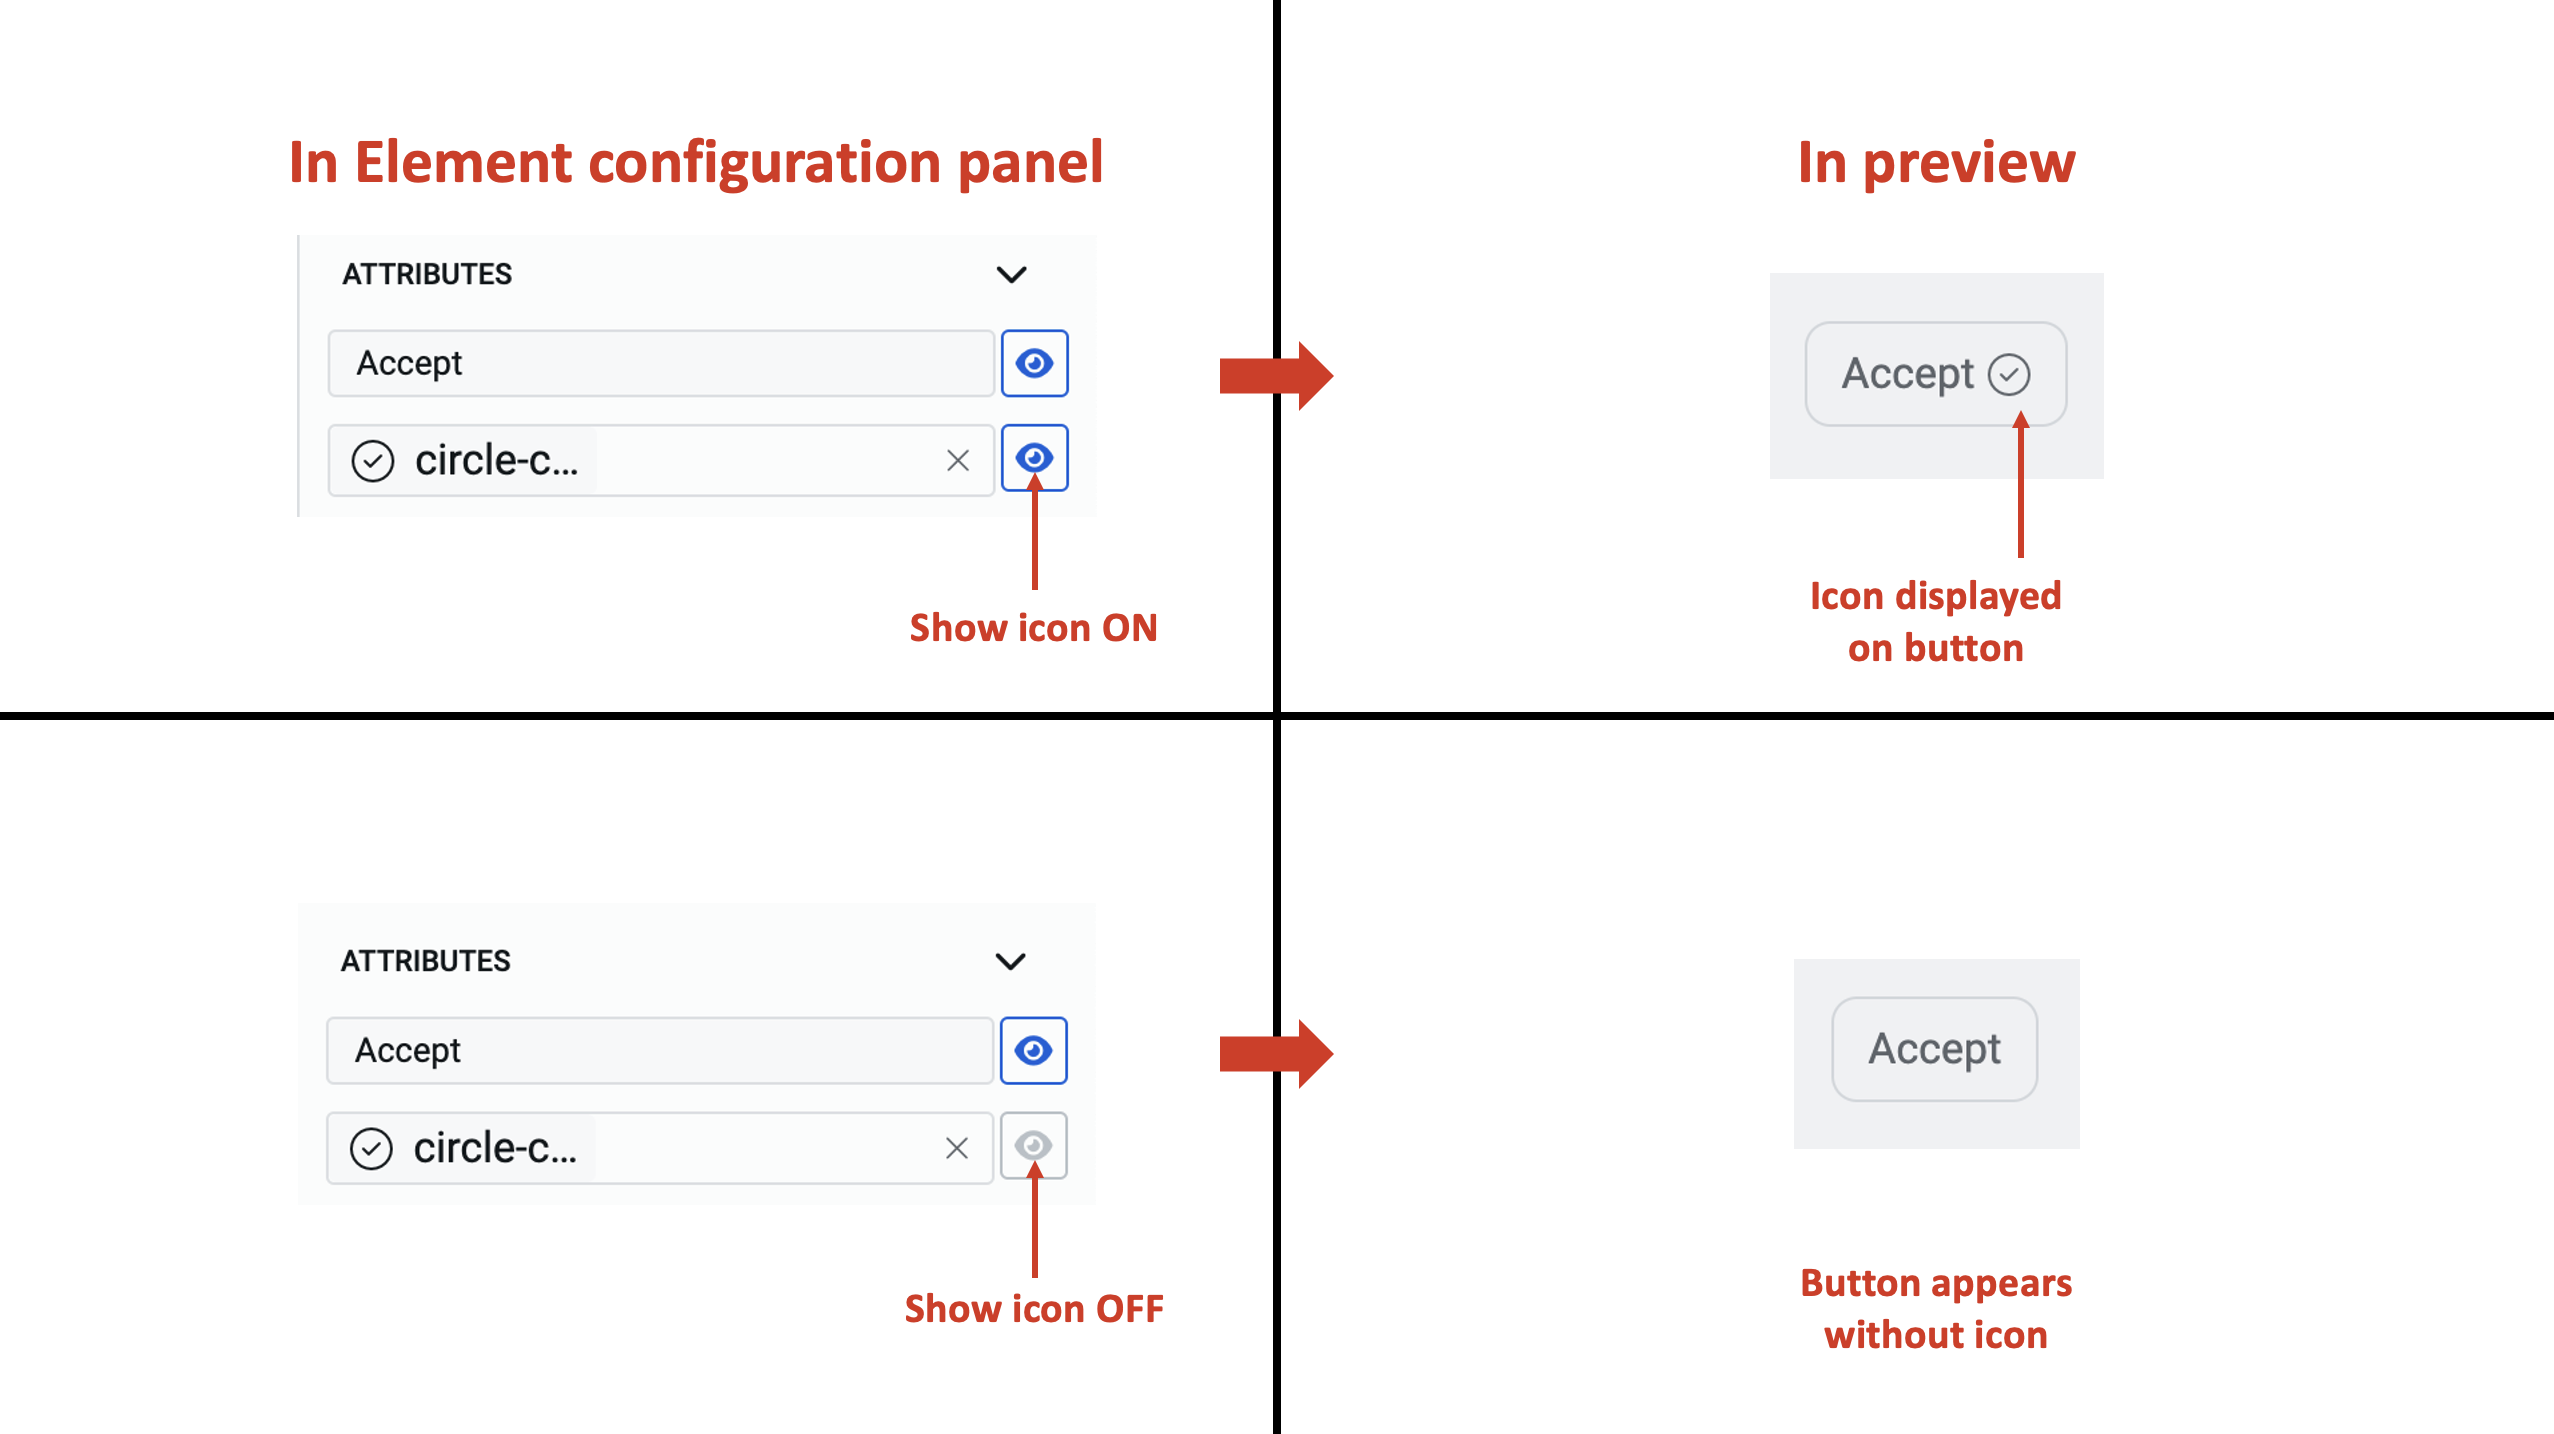 In Element configuration panel
ATTRIBUTES
Accept
circle-c...
Show icon ON
In preview
Accept
Icon displayed
on button
ATTRIBUTES
Accept
circle-c...
Show icon OFF
Accept
Button appears
without icon